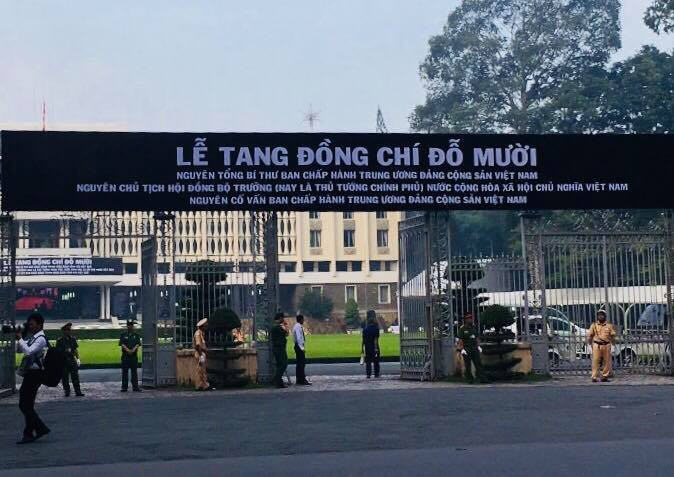 LỄ TANG ĐỒNG CHÍ ĐỖ MƯỜI
NGUYÊN TỔNG BÍ THƯ BAN CHẤP HÀNH TRUNG ƯƠNG ĐẢNG CỘNG SẢN VIỆT NAM
NGUYÊN CHỦ TỊCH HỘI ĐỒNG BỘ TRƯỞNG (NAY LÀ THỦ TƯỚNG CHÍNH PHỦ) NƯỚC CỘNG HÒA XÃ HỘI CHỦ NGHĨA VIỆT NAM
NGUYÊN CỐ VẤN BAN CHẤP HÀNH TRUNG ƯƠNG ĐẢNG CỘNG SẢN VIỆT NAM
LỄ TANG ĐỒNG CHÍ ĐỖ MƯỜI